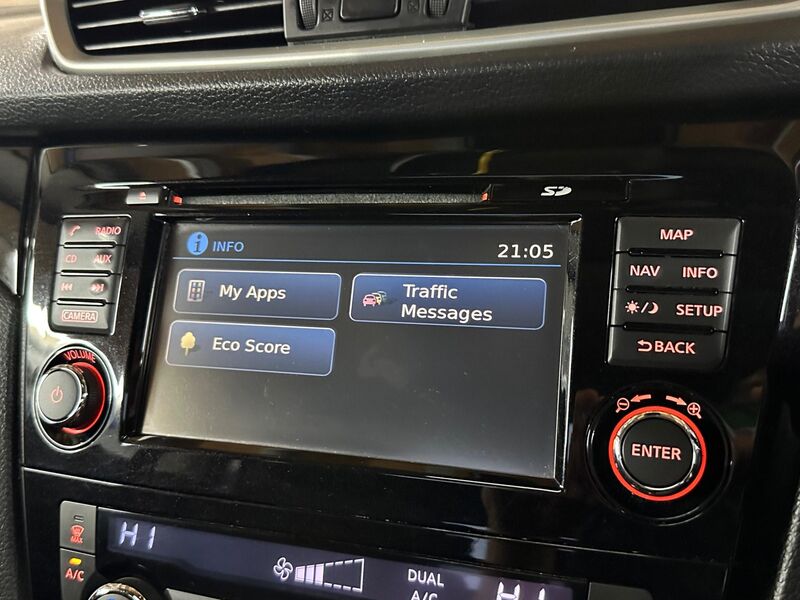 SD
RADIO
CD AUX
CAMERA
VOLUME
INFO 21:05
My Apps
Traffic
Messages
Eco Score
MAP
NAV INFO
SETUP
BACK
ENTER
MAX
A/C
HI
DUAL
A/C
HI